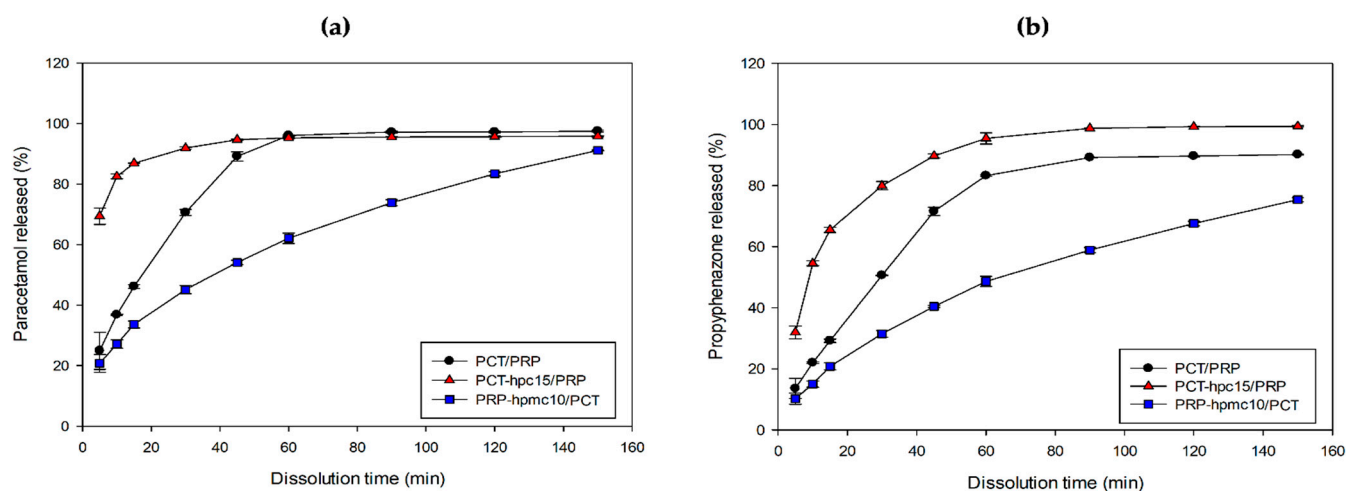 (a)
120
100
80
60
40
20
0
Paracetamol released (%)
0 20 40 60 80 100 120 140 160
Dissolution time (min)
PCT/PRP
PCT-hpc15/PRP
PRP-hpmc10/PCT
(b)
120
100
80
60
40
20
0
Propyphenazone released (%)
0 20 40 60 80 100 120 140 160
Dissolution time (min)
PCT/PRP
PCT-hpc15/PRP
PRP-hpmc10/PCT